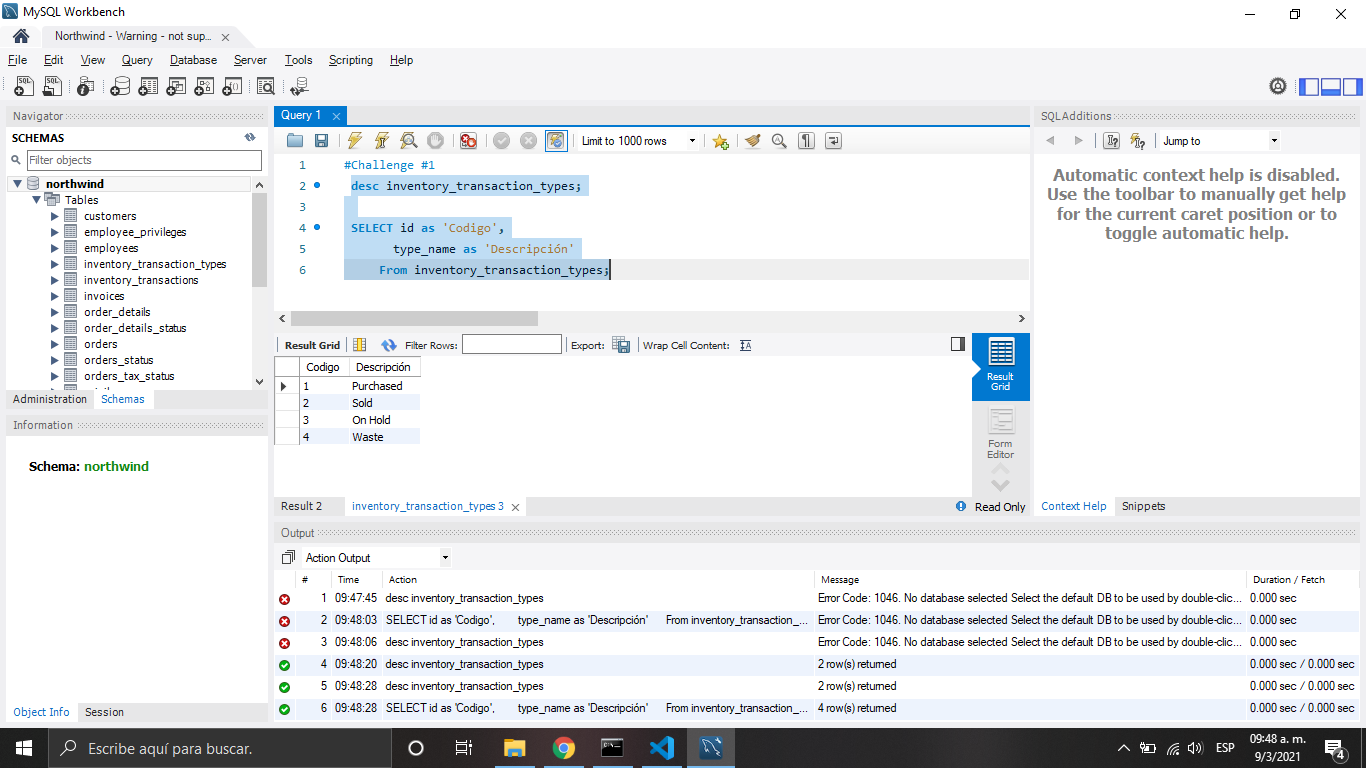 MySQL Workbench
Northwind - Warning - not sup...
File Edit View Query Database Server Tools Scripting Help
Navigator
SCHEMAS
Filter objects
northwind
Tables
customers
employee_privileges
employees
inventory_transaction_types
inventory_transactions
invoices
order_details
order_details_status
orders
orders_status
orders_tax_status
Administration Schemas
Information
Schema: northwind
Object Info Session
Query 1
Limit to 1000 rows
1 #Challenge #1
2 desc inventory_transaction_types;
3
4 SELECT id as 'Codigo',
5 type_name as 'Descripción'
6 From inventory_transaction_types;
Result Grid Filter Rows: Export: Wrap Cell Content:
Codigo Descripción
1 Purchased
2 Sold
3 On Hold
4 Waste
Result Grid
Form Editor
Result 2 inventory_transaction_types 3 Read Only
SQLAdditions
Jump to
Automatic context help is disabled.
Use the toolbar to manually get help
for the current caret position or to
toggle automatic help.
Context Help Snippets
Output
Action Output
# Time Action Message Duration / Fetch
1 09:47:45 desc inventory_transaction_types Error Code: 1046. No database selected Select the default DB to be used by double-clic... 0.000 sec
2 09:48:03 SELECT id as 'Codigo', type_name as 'Descripción' From inventory_transaction_... Error Code: 1046. No database selected Select the default DB to be used by double-clic... 0.000 sec
3 09:48:06 desc inventory_transaction_types Error Code: 1046. No database selected Select the default DB to be used by double-clic... 0.000 sec
4 09:48:20 desc inventory_transaction_types 2 row(s) returned 0.000 sec / 0.000 sec
5 09:48:28 desc inventory_transaction_types 2 row(s) returned 0.000 sec / 0.000 sec
6 09:48:28 SELECT id as 'Codigo', type_name as 'Descripción' From inventory_transaction_... 4 row(s) returned 0.000 sec / 0.000 sec
Escribe aquí para buscar.
ESP
09:48 a. m.
9/3/2021
4